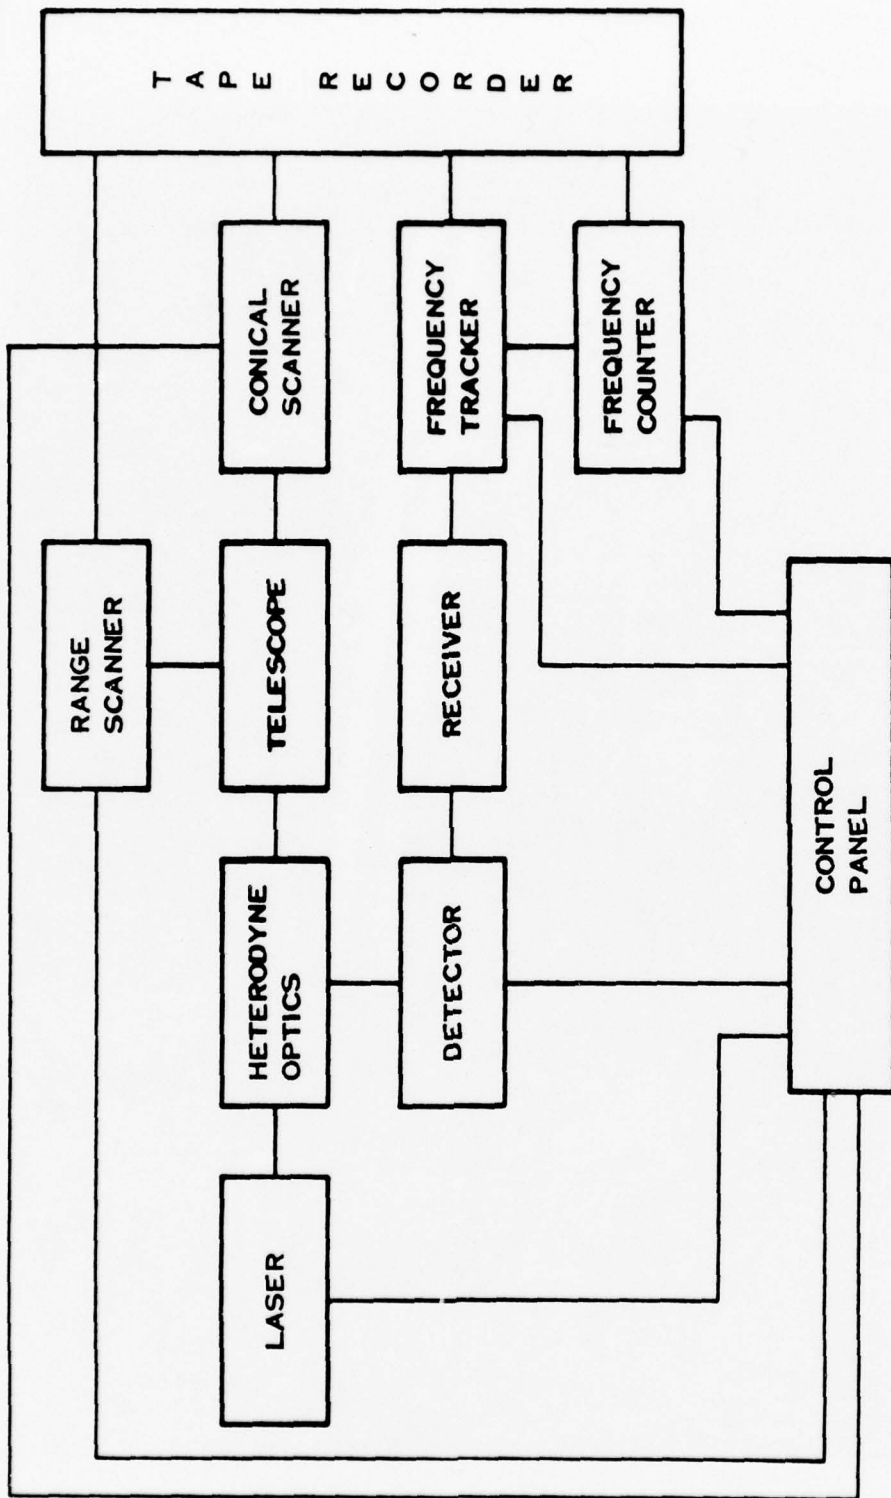 RANGE
SCANNER
LASER
HETERODYNE
OPTICS
TELESCOPE
CONICAL
SCANNER
DETECTOR
RECEIVER
FREQUENCY
TRACKER
FREQUENCY
COUNTER
TAPE RECORDER
CONTROL
PANEL